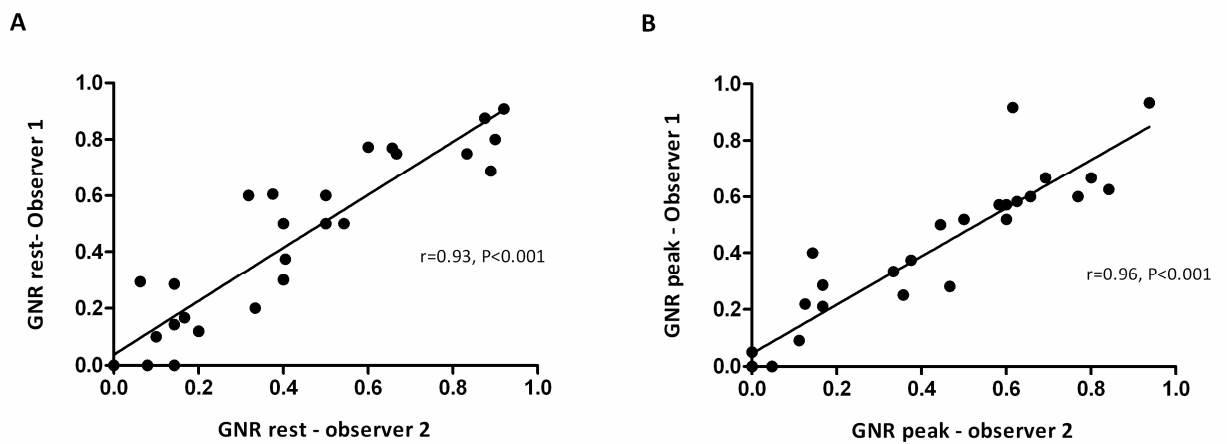 A
GNR rest- Observer 1
1.0
0.8
0.6
0.4
0.2
0.0
r=0.93, P<0.001
0.0 0.2 0.4 0.6 0.8 1.0
GNR rest - observer 2
B
GNR peak - Observer 1
1.0
0.8
0.6
0.4
0.2
0.0
r=0.96, P<0.001
0.0 0.2 0.4 0.6 0.8 1.0
GNR peak - observer 2